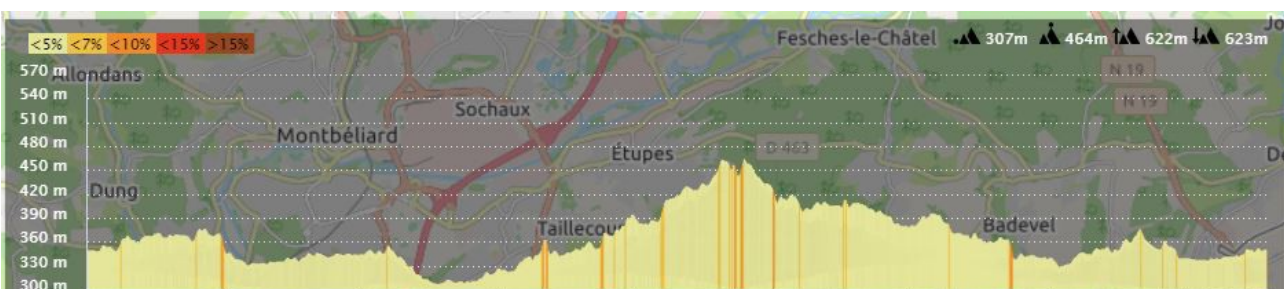 <5% <7% <10% <15% >15%
Fesches-le-Châtel
307m 464m 622m 623m
570 m
Allondans
N 19
540 m
N 19
510 m
Sochaux
480 m
Montbéliard
D 463
450 m
Étupes
420 m
Dung
390 m
360 m
Taillecou
Badevel
330 m
300 m